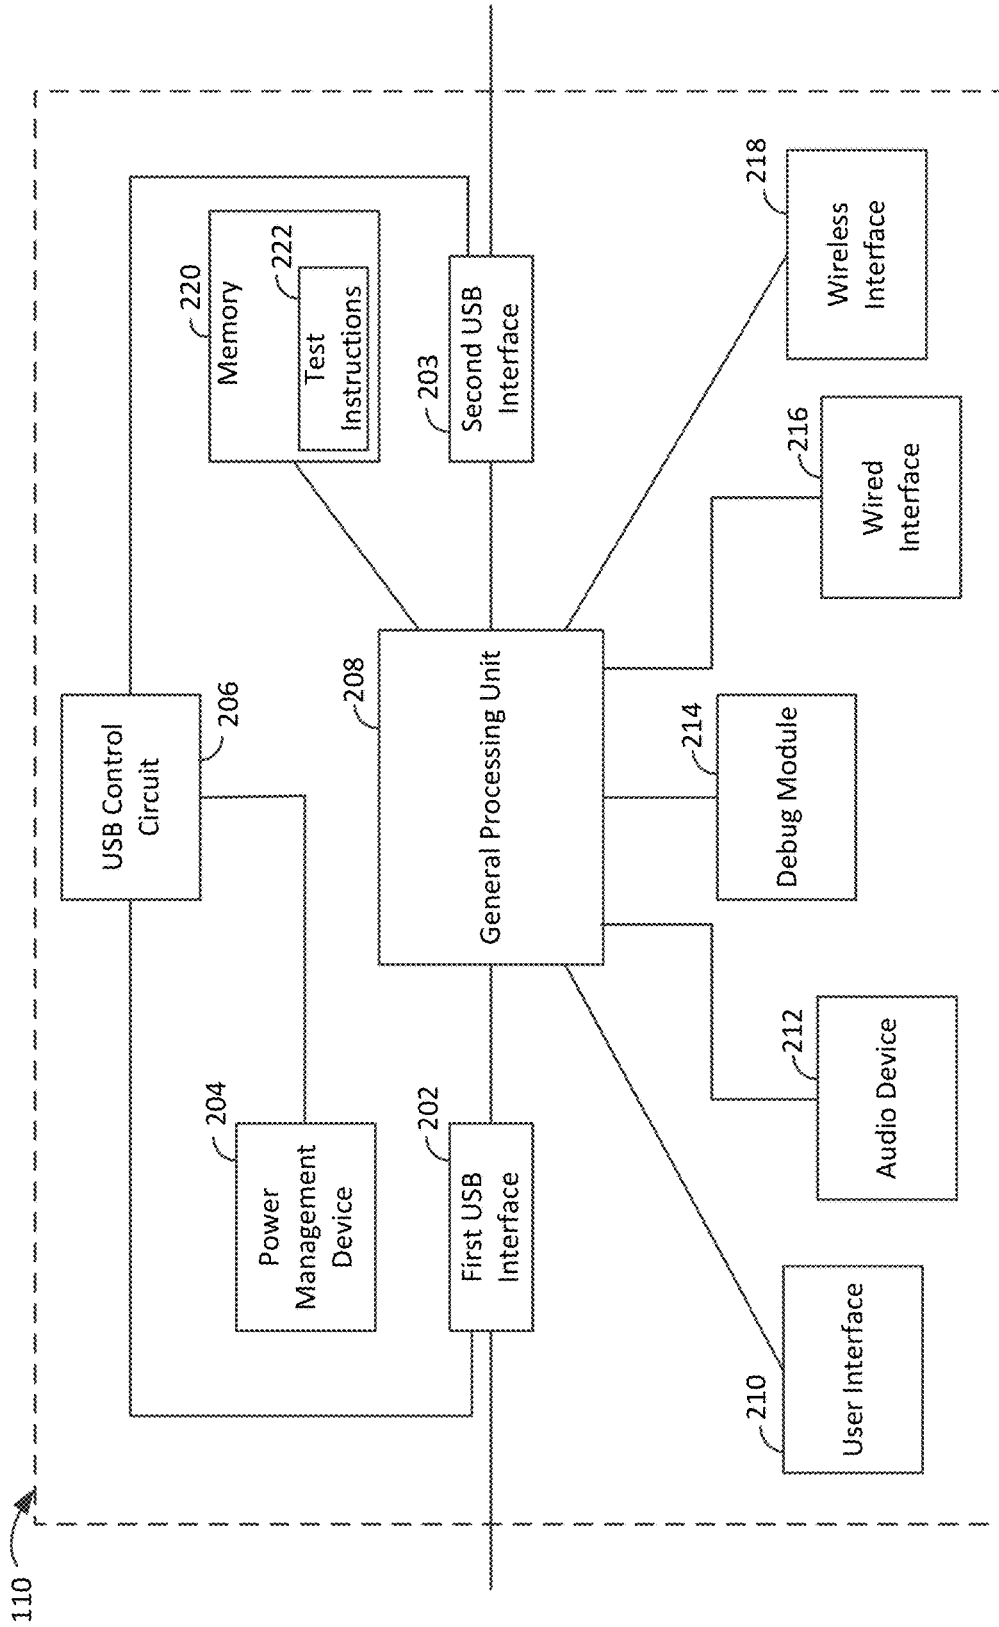 110
USB Control
Circuit
206
204
Power
Management
Device
220
Memory
222
Test
Instructions
202
First USB
Interface
208
General Processing Unit
203
Second USB
Interface
210
User Interface
212
Audio Device
214
Debug Module
216
Wired
Interface
218
Wireless
Interface